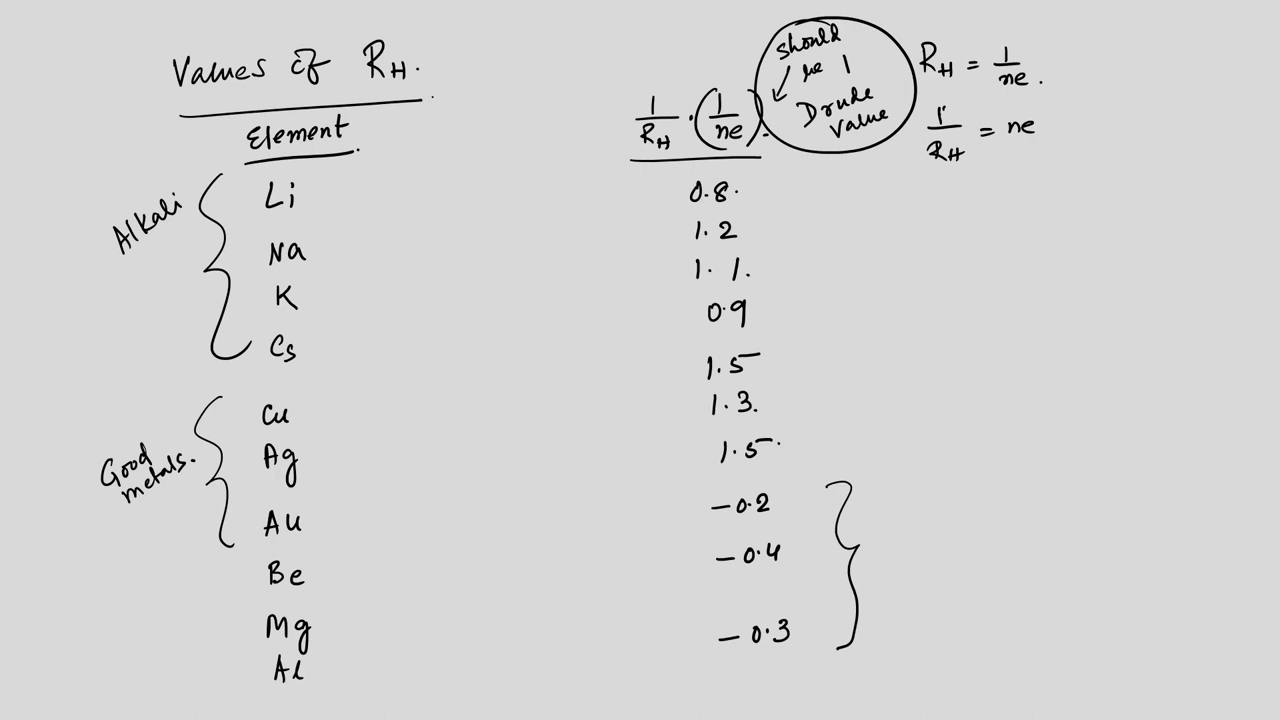 Values of R_H.
Element.
1/R_H · (1/ne).
should
be 1
Drude
Value
R_H = 1/ne.
1/R_H = ne
Alkali
Li 0.8.
Na 1.2
K 1.1.
Cs 0.9
1.5
Good
metals.
Cu 1.3.
Ag 1.5.
Au -0.2
Be -0.4
Mg -0.3
Al